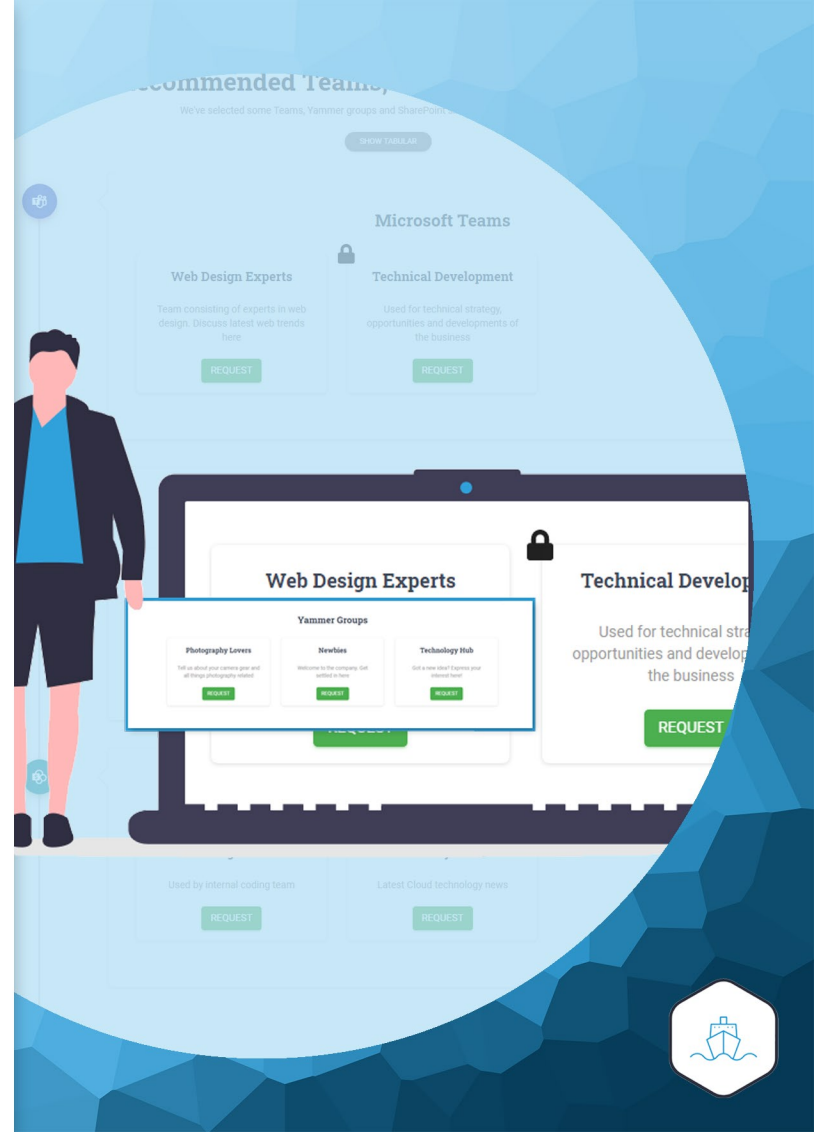 commended Teams,
We've selected some Teams, Yammer groups and SharePoint
SHOW TABULAR
Microsoft Teams
Web Design Experts
Technical Development
Team consisting of experts in web
design. Discuss latest web trends
here
Used for technical strategy,
opportunities and developments of
the business
REQUEST
REQUEST
Web Design Experts
Technical Develop
Used for technical stra
opportunities and develop
the business
REQUEST
REQUEST
Yammer Groups
Photography Lovers
Tell us about your camera gear and
all things photography related
REQUEST
Newbies
Welcome to the company. Get
settled in here
REQUEST
Technology Hub
Got a new idea? Express your
interest here!
REQUEST
Used by internal coding team
Latest Cloud technology news
REQUEST
REQUEST